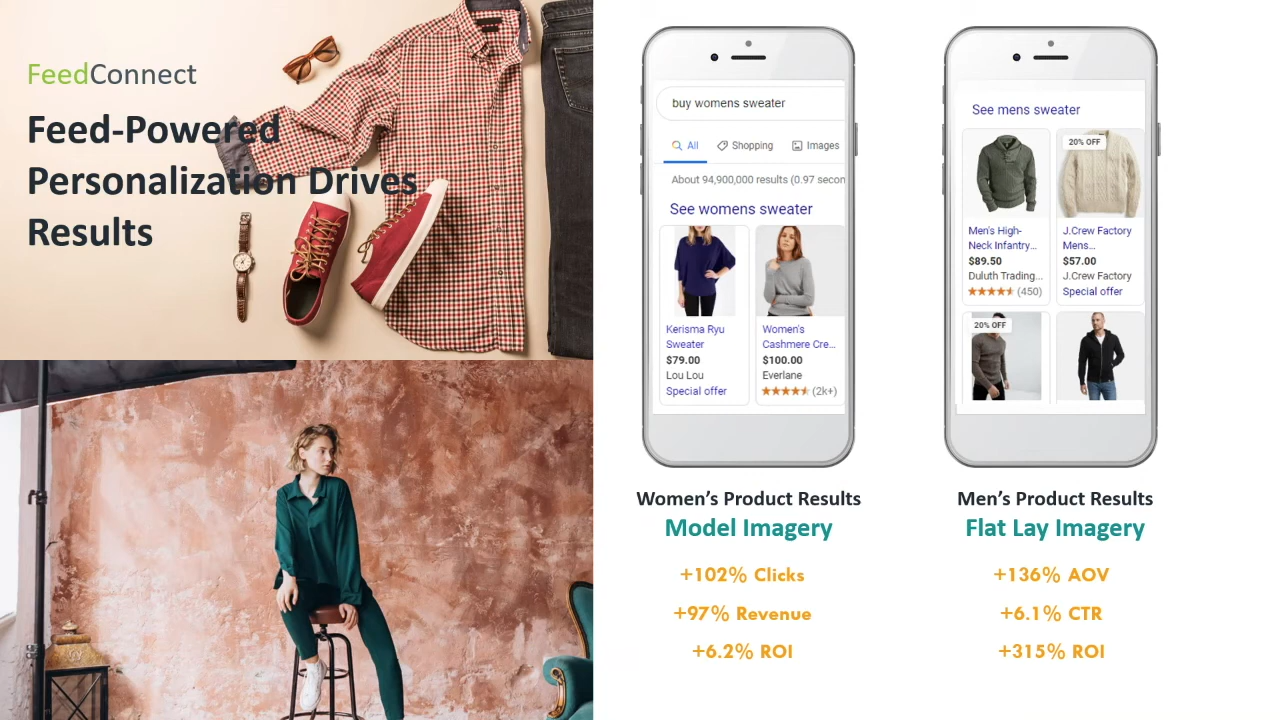 FeedConnect
Feed-Powered
Personalization Drives
Results
buy womens sweater
All
Shopping
Images
About 94,900,000 results (0.97 secon
See womens sweater
Kerisma Ryu
Sweater
$79.00
Lou Lou
Special offer
Women's
Cashmere Cre...
$100.00
Everlane
(2k+)
Women's Product Results
Model Imagery
+102% Clicks
+97% Revenue
+6.2% ROI
See mens sweater
Men's High-
Neck Infantry...
$89.50
Duluth Trading...
(450)
20% OFF
J.Crew Factory
Mens...
$57.00
J.Crew Factory
Special offer
20% OFF
Men's Product Results
Flat Lay Imagery
+136% AOV
+6.1% CTR
+315% ROI